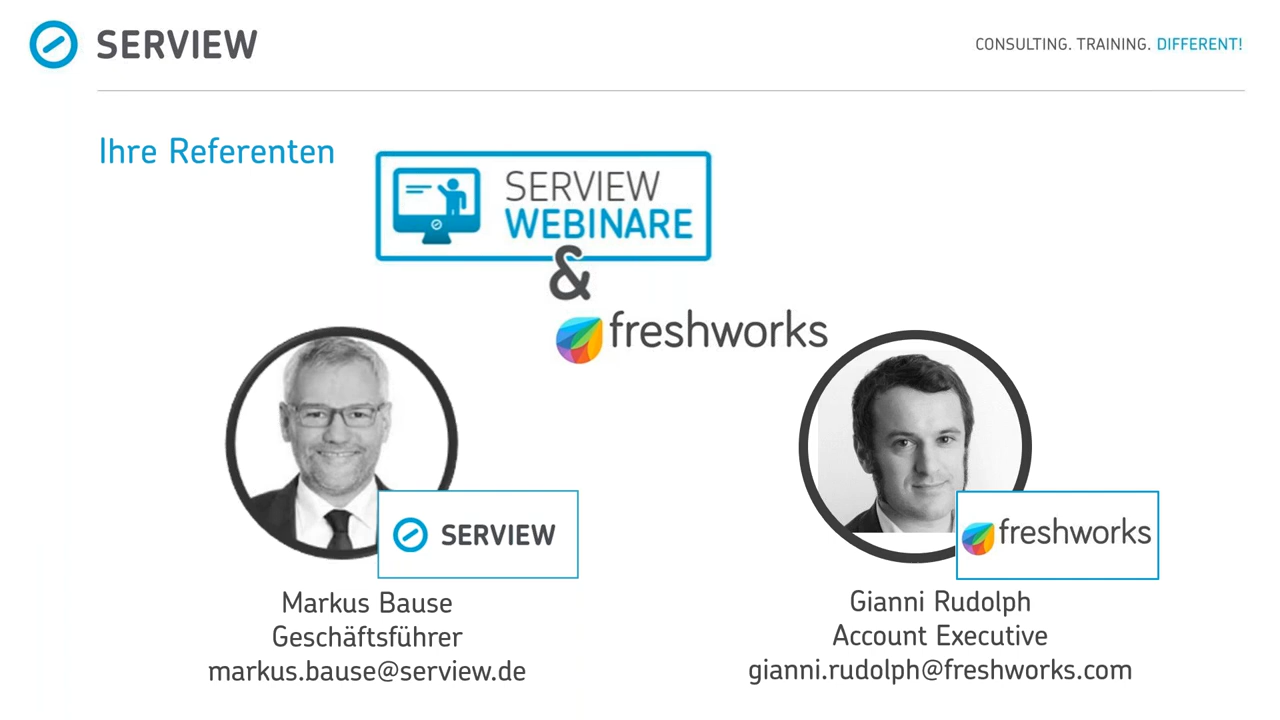 SERVIEW
CONSULTING. TRAINING. DIFFERENT!
Ihre Referenten
SERVIEW
WEBINARE
&
freshworks
SERVIEW
freshworks
Markus Bause
Geschäftsführer
markus.bause@serview.de
Gianni Rudolph
Account Executive
gianni.rudolph@freshworks.com